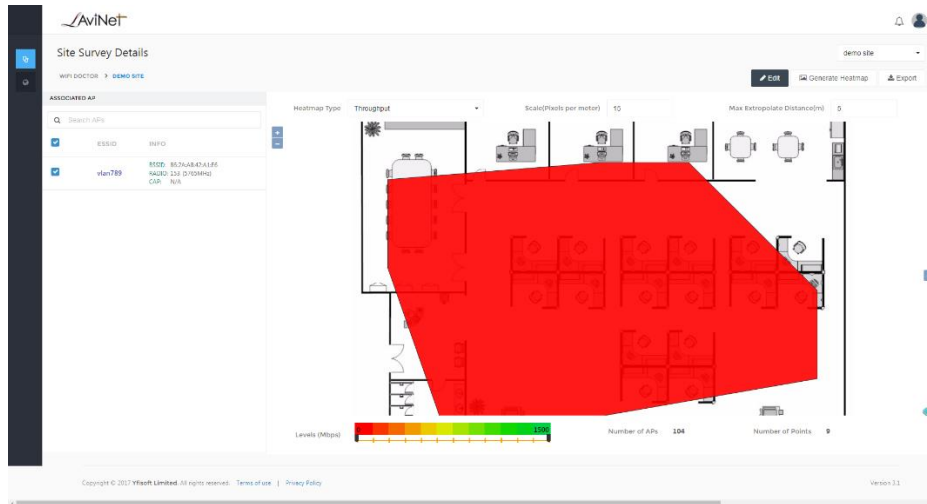 AviNet
Site Survey Details
demo site
WIFI DOCTOR > DEMO SITE
Edit
Generate Heatmap
Export
ASSOCIATED AP
Heatmap Type
Throughput
Scale(Pixels per meter)
Max Extrapolate Distance(m)
Search APs
ESSID
INFO
vlan789
BSSID:
RADIO: 153 (5765MHz)
CAP: N/A
Levels (Mbps)
0
1500
Number of APs 104
Number of Points 9
Copyright © 2017 Yfisoft Limited. All rights reserved. Terms of use | Privacy Policy
Version 3.1